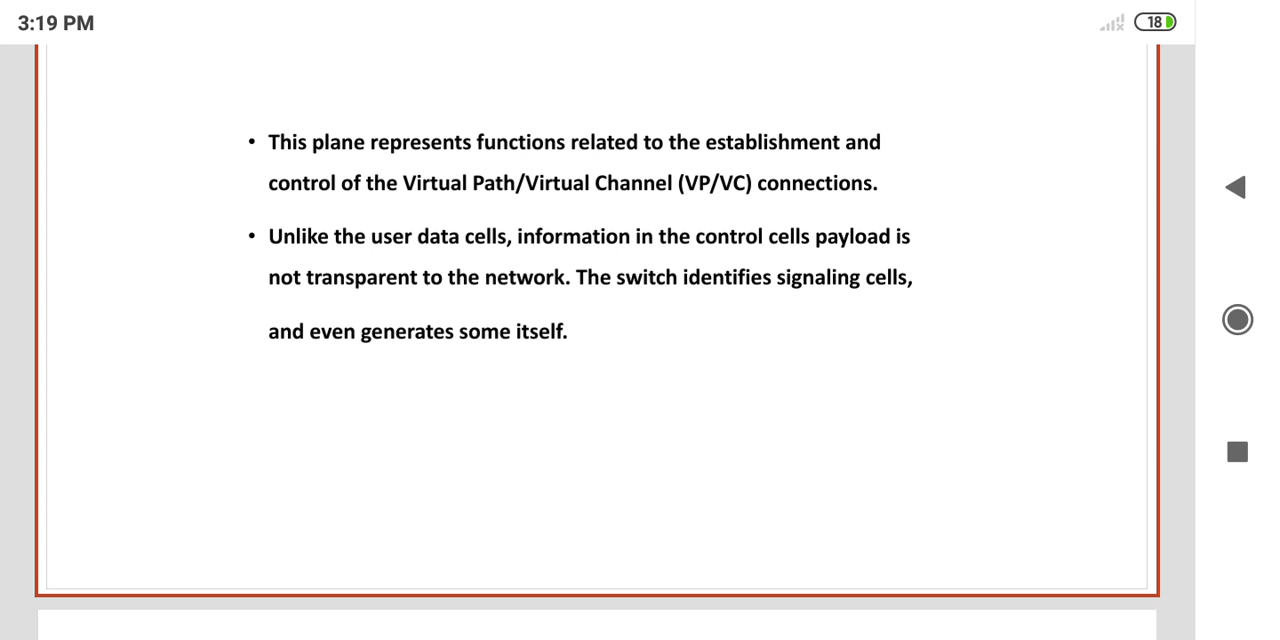 3:19 PM
18
• This plane represents functions related to the establishment and
control of the Virtual Path/Virtual Channel (VP/VC) connections.
• Unlike the user data cells, information in the control cells payload is
not transparent to the network. The switch identifies signaling cells,
and even generates some itself.